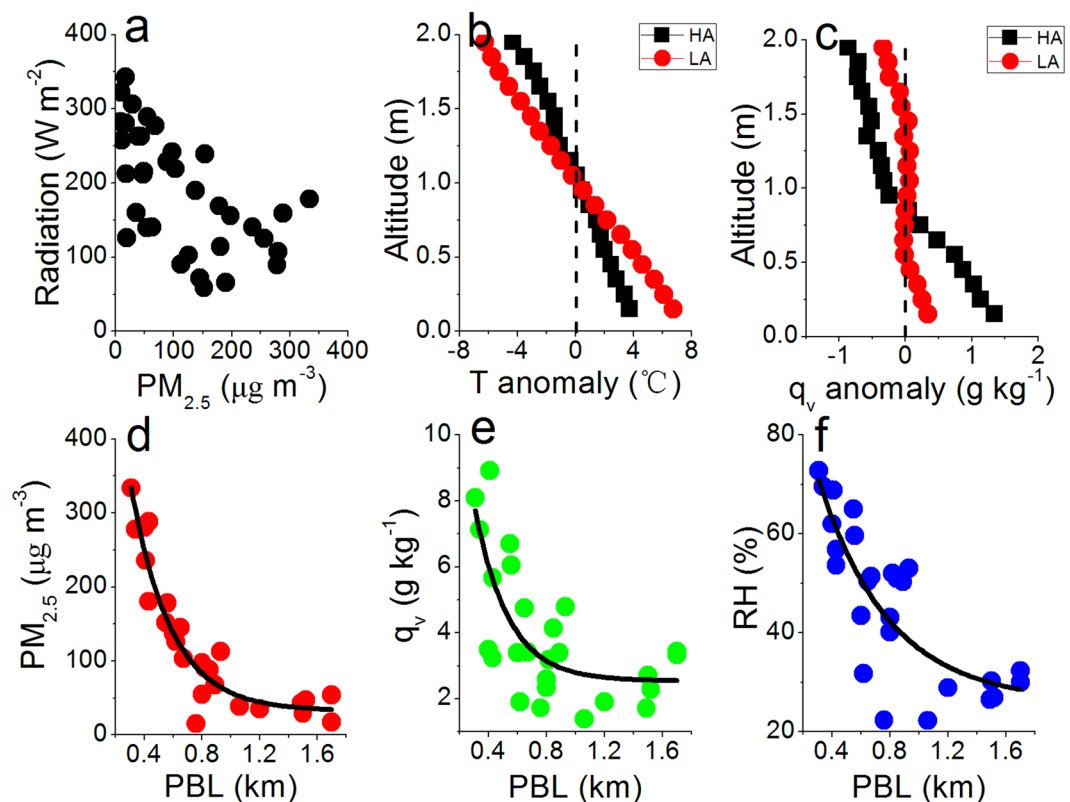 a
400
300
200
100
0
Radiation (W m⁻²)
0 100 200 300 400
PM₂.₅ (μg m⁻³)
b
HA
LA
2.0
1.5
1.0
0.5
0.0
Altitude (m)
-8 -4 0 4 8
T anomaly (℃)
c
HA
LA
2.0
1.5
1.0
0.5
0.0
Altitude (m)
-1 0 1 2
qᵥ anomaly (g kg⁻¹)
d
400
300
200
100
0
PM₂.₅ (μg m⁻³)
0.4 0.8 1.2 1.6
PBL (km)
e
10
8
6
4
2
qᵥ (g kg⁻¹)
0.4 0.8 1.2 1.6
PBL (km)
f
80
60
40
20
RH (%)
0.4 0.8 1.2 1.6
PBL (km)